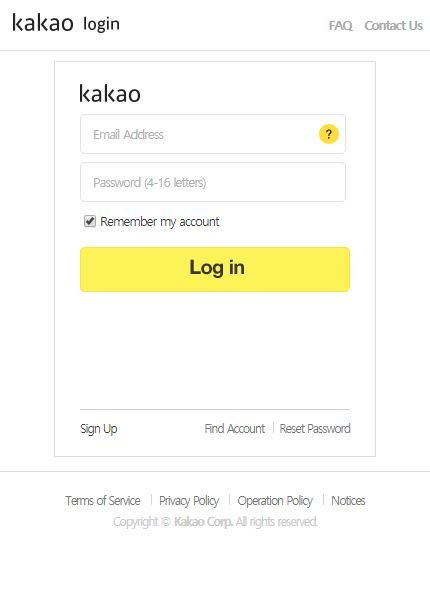 kakao login
FAQ Contact Us
kakao
Email Address ?
Password (4-16 letters)
Remember my account
Log in
Sign Up Find Account Reset Password
Terms of Service Privacy Policy Operation Policy Notices
Copyright © Kakao Corp. All rights reserved.